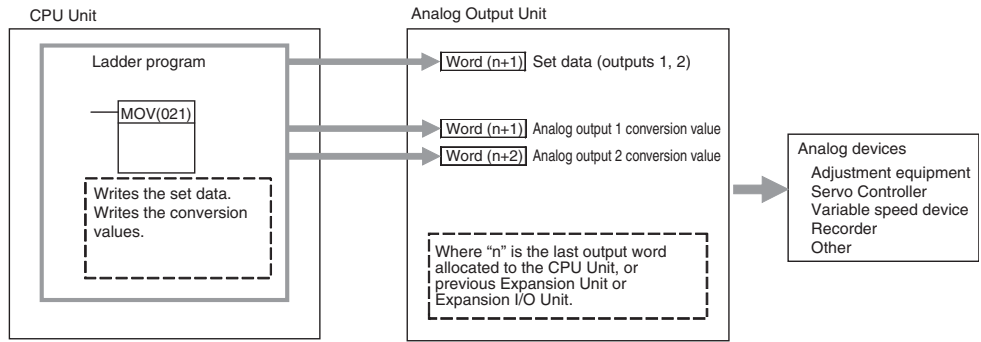 CPU Unit
Analog Output Unit
Ladder program
MOV(021)
Writes the set data.
Writes the conversion
values.
Word (n+1) Set data (outputs 1, 2)
Word (n+1) Analog output 1 conversion value
Word (n+2) Analog output 2 conversion value
Where “n” is the last output word
allocated to the CPU Unit, or
previous Expansion Unit or
Expansion I/O Unit.
Analog devices
Adjustment equipment
Servo Controller
Variable speed device
Recorder
Other